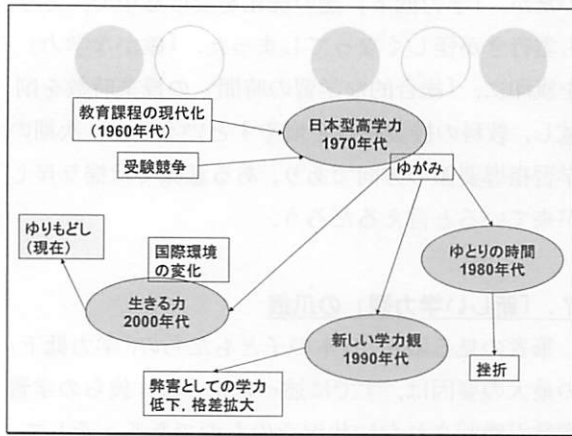 教育課程の現代化
(1960年代)
日本型高学力
1970年代
受験競争
ゆがみ
ゆりもどし
(現在)
国際環境
の変化
ゆとりの時間
1980年代
生きる力
2000年代
新しい学力観
1990年代
挫折
弊害としての学力
低下，格差拡大